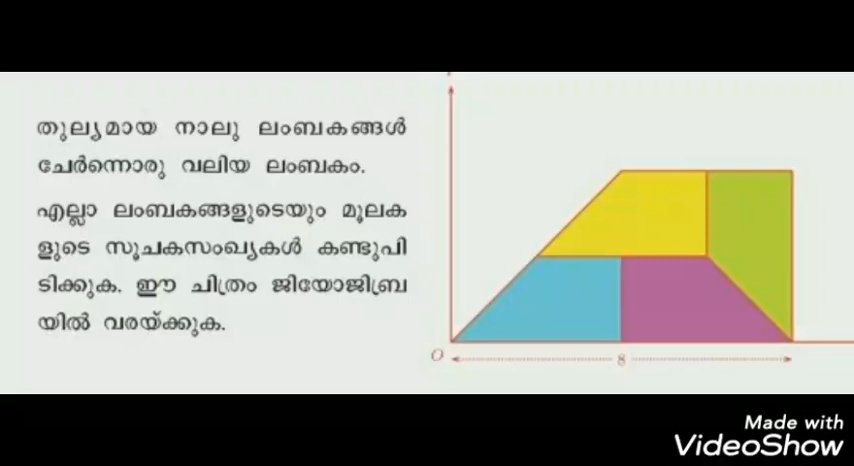 തുല്യമായ നാലു ലംബകങ്ങൾ
ചേർന്നൊരു വലിയ ലംബകം.
എല്ലാ ലംബകങ്ങളുടെയും മൂലക
ളുടെ സൂചകസംഖ്യകൾ കണ്ടുപി
ടിക്കുക. ഈ ചിത്രം ജിയോജിബ്ര
യിൽ വരയ്ക്കുക.
O
8
Made with
VideoShow